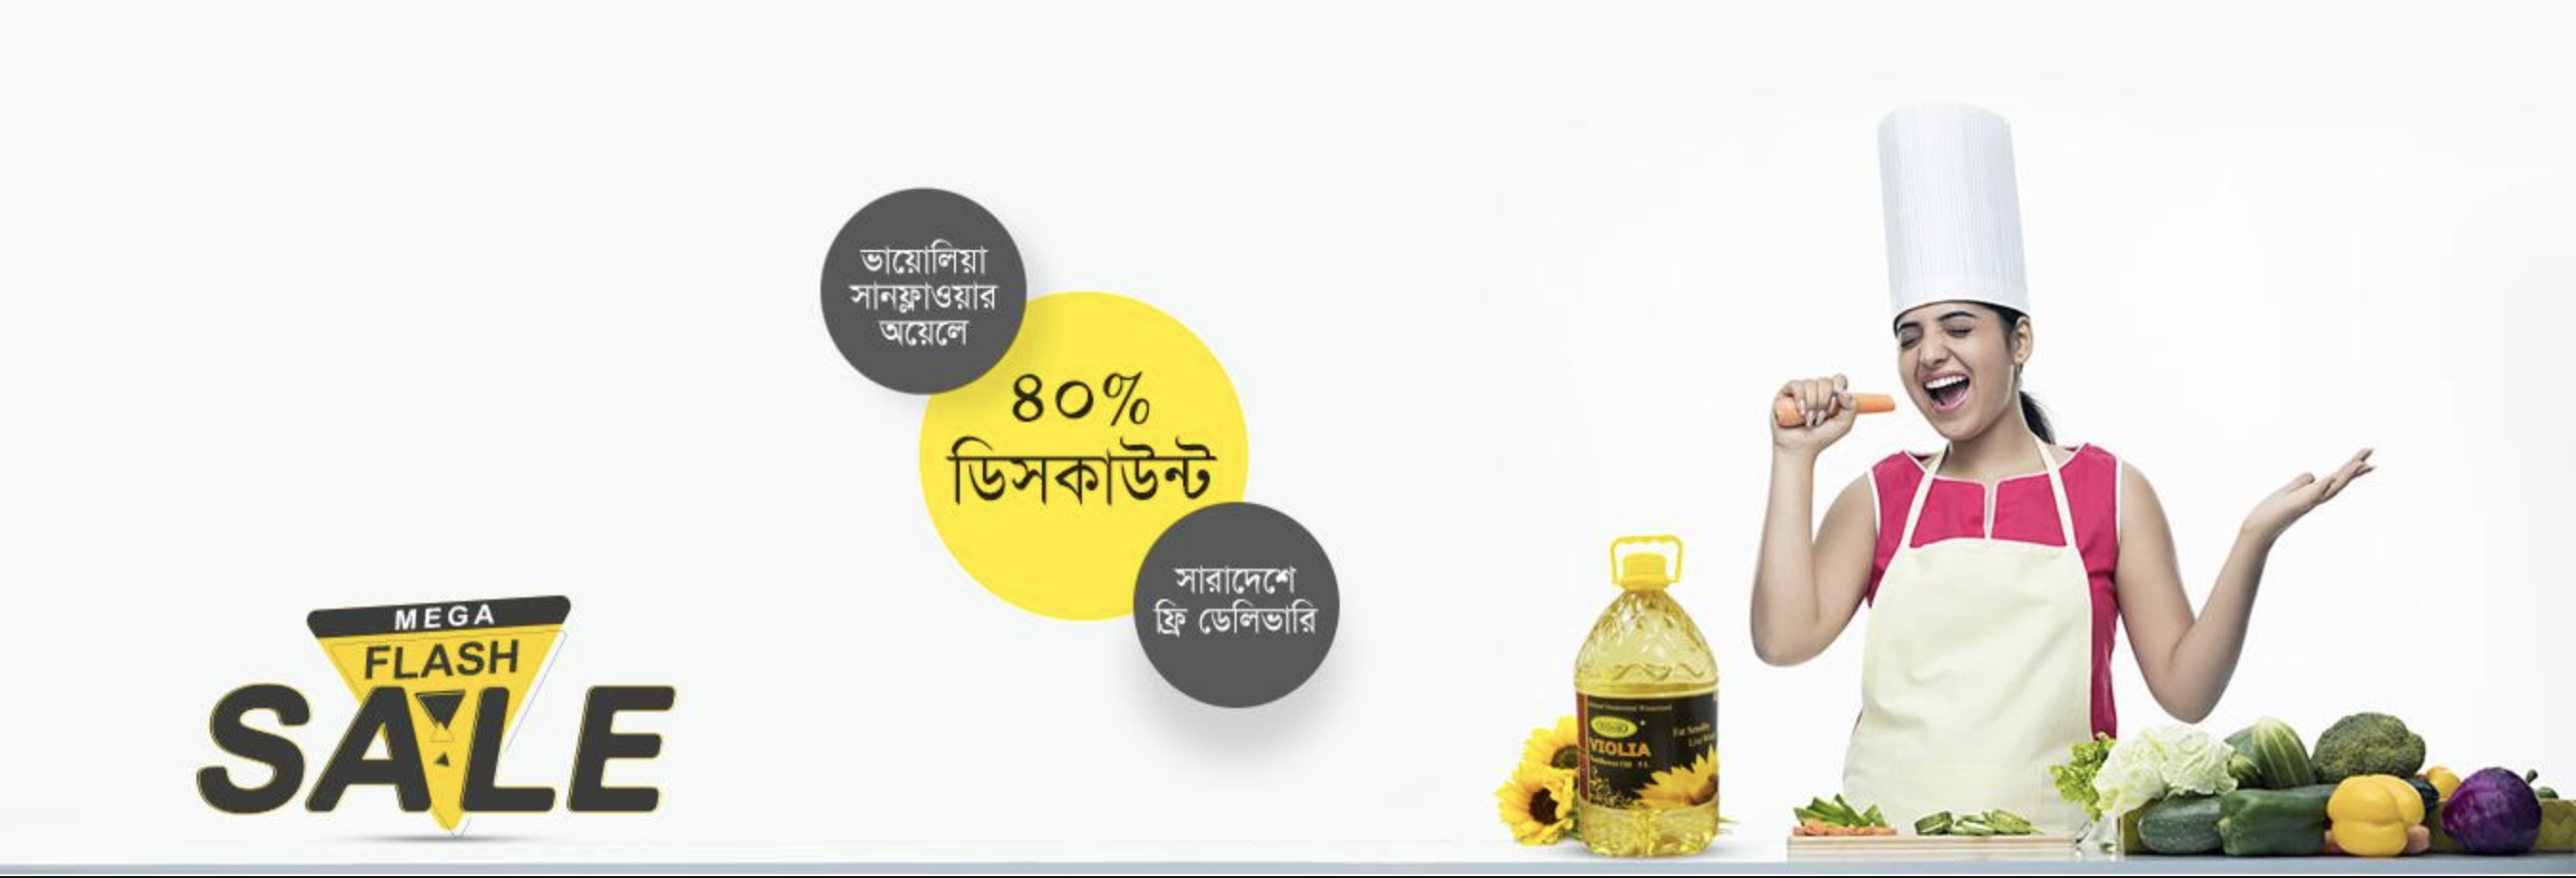 ভায়োলিয়া
সানফ্লাওয়ার
অয়েলে
৪০%
ডিসকাউন্ট
সারাদেশে
ফ্রি ডেলিভারি
MEGA
FLASH
SALE
VIOLIA